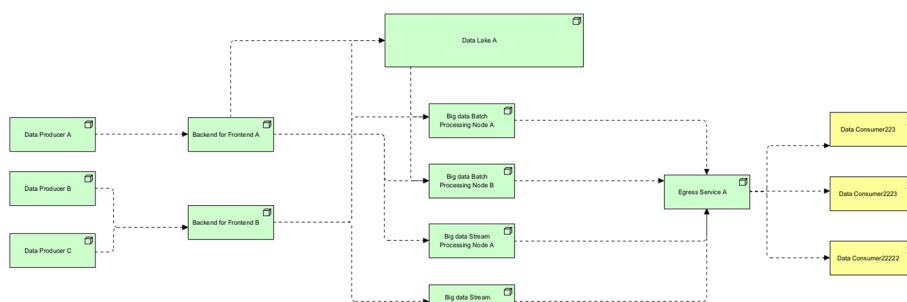 Data Lake A
Big data Batch
Processing Node A
Data Producer A
Backend for Frontend A
Data Consumer223
Big data Batch
Processing Node B
Data Producer B
Egress Service A
Data Consumer2223
Backend for Frontend B
Big data Stream
Processing Node A
Data Producer C
Data Consumer22222
Big data Stream